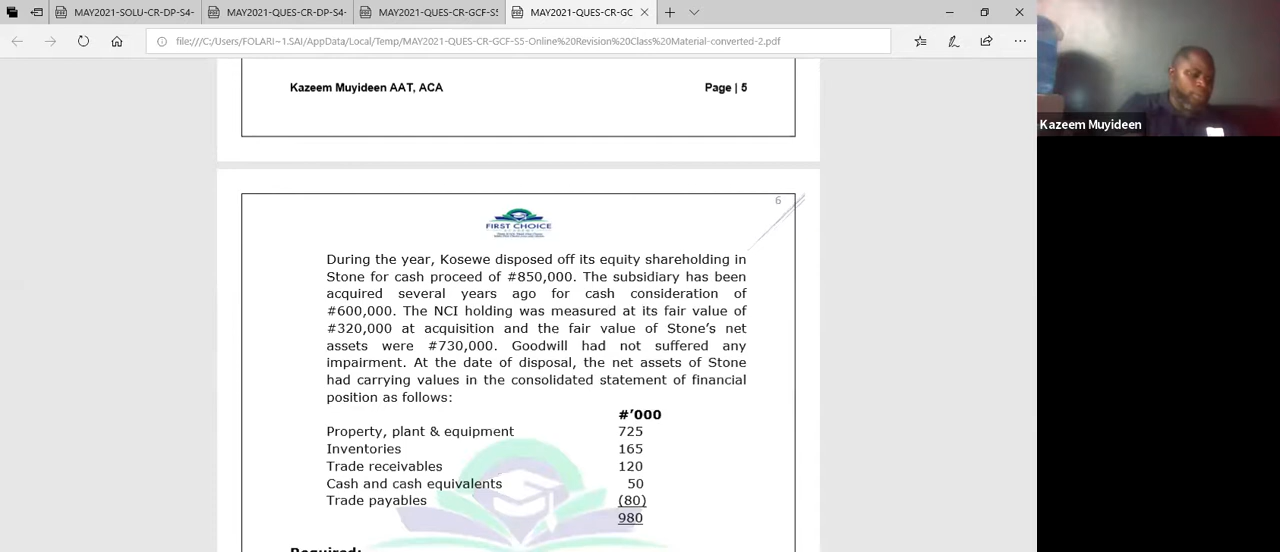 MAY2021-SOLU-CR-DP-S4-
MAY2021-QUES-CR-DP-S4-
MAY2021-QUES-CR-GCF-S5
MAY2021-QUES-CR-GC
file:///C:/Users/FOLARI~1.SAI/AppData/Local/Temp/MAY2021-QUES-CR-GCF-S5-Online%20Revision%20Class%20Material-converted-2.pdf
Kazeem Muyideen AAT, ACA Page | 5
Kazeem Muyideen
6
FIRST CHOICE
During the year, Kosewe disposed off its equity shareholding in
Stone for cash proceed of #850,000. The subsidiary has been
acquired several years ago for cash consideration of
#600,000. The NCI holding was measured at its fair value of
#320,000 at acquisition and the fair value of Stone's net
assets were #730,000. Goodwill had not suffered any
impairment. At the date of disposal, the net assets of Stone
had carrying values in the consolidated statement of financial
position as follows:
#'000
Property, plant & equipment 725
Inventories 165
Trade receivables 120
Cash and cash equivalents 50
Trade payables (80)
980
Required: